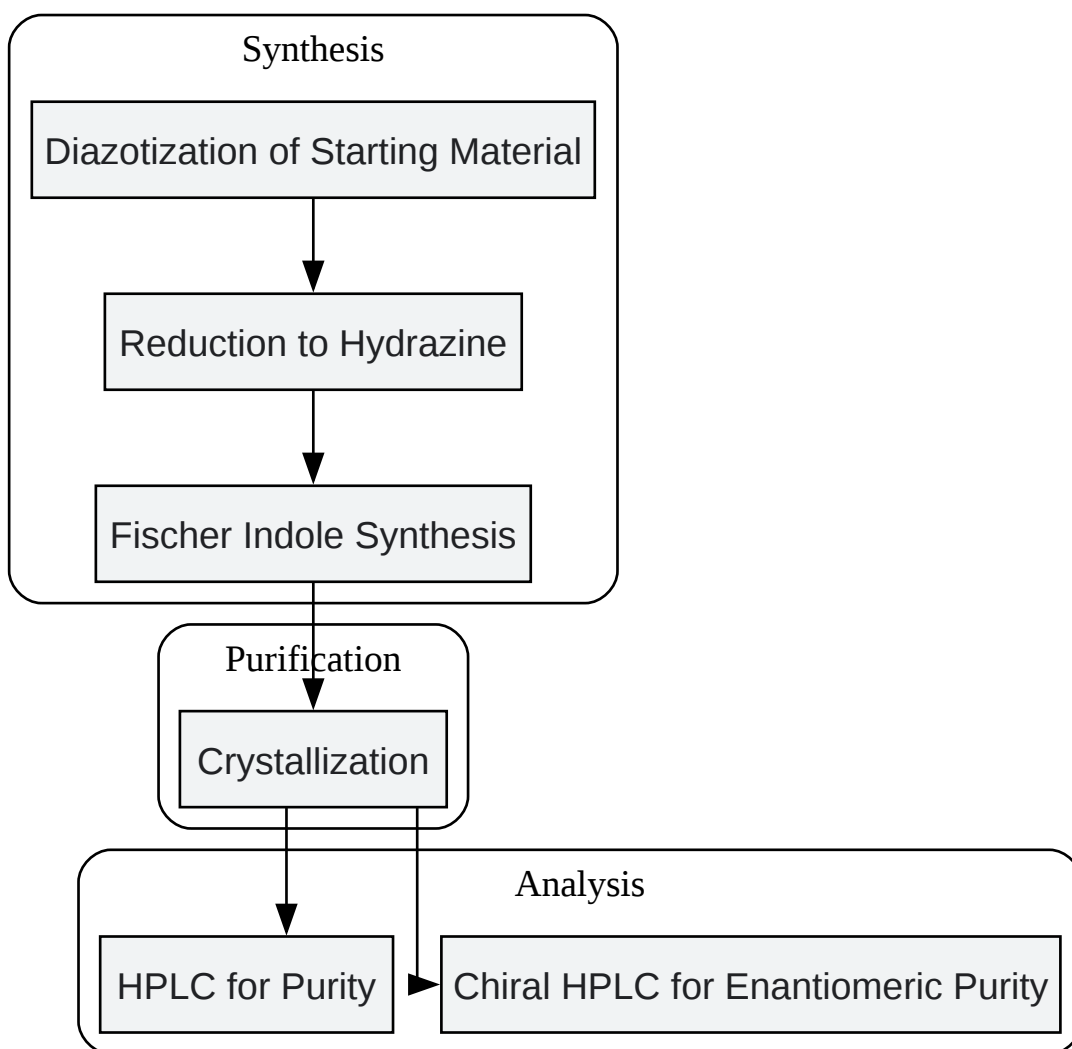 Synthesis
Diazotization of Starting Material
Reduction to Hydrazine
Fischer Indole Synthesis
Purification
Crystallization
Analysis
HPLC for Purity
Chiral HPLC for Enantiomeric Purity